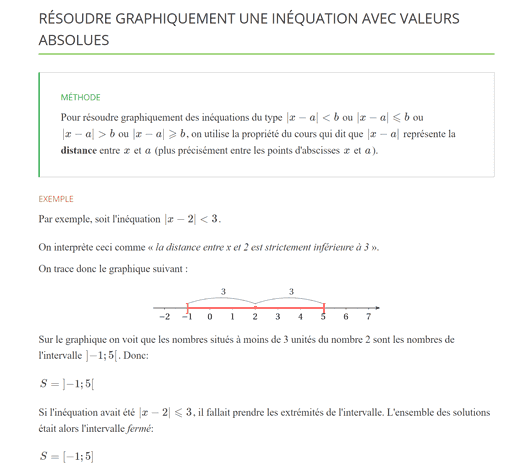 RÉSOUDRE GRAPHIQUEMENT UNE INÉQUATION AVEC VALEURS
ABSOLUES
MÉTHODE
Pour résoudre graphiquement des inéquations du type |x − a| < b ou |x − a| ⩽ b ou
|x − a| > b ou |x − a| ⩾ b, on utilise la propriété du cours qui dit que |x − a| représente la
distance entre x et a (plus précisément entre les points d'abscisses x et a).
EXEMPLE
Par exemple, soit l'inéquation |x − 2| < 3.
On interprète ceci comme « la distance entre x et 2 est strictement inférieure à 3 ».
On trace donc le graphique suivant :
3 3
−2 −1 0 1 2 3 4 5 6 7
Sur le graphique on voit que les nombres situés à moins de 3 unités du nombre 2 sont les nombres de
l'intervalle ]−1; 5[. Donc:
S = ]−1; 5[
Si l'inéquation avait été |x − 2| ⩽ 3, il fallait prendre les extrémités de l'intervalle. L'ensemble des solutions
était alors l'intervalle fermé:
S = [−1; 5]